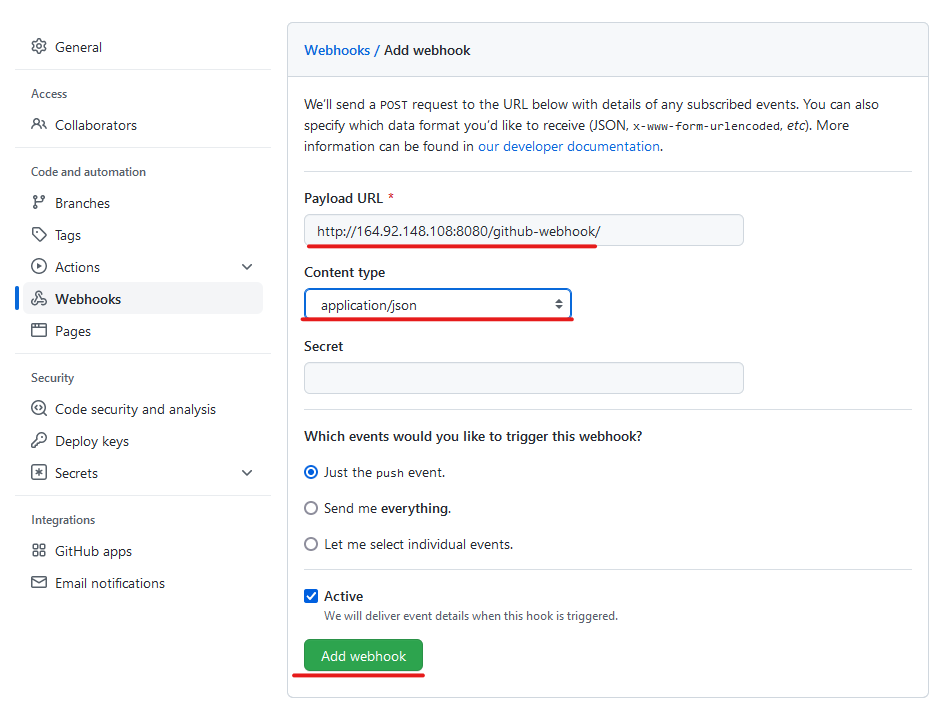 General
Access
Collaborators
Code and automation
Branches
Tags
Actions
Webhooks
Pages
Security
Code security and analysis
Deploy keys
Secrets
Integrations
GitHub apps
Email notifications
Webhooks / Add webhook
We'll send a POST request to the URL below with details of any subscribed events. You can also
specify which data format you'd like to receive (JSON, x-www-form-urlencoded, etc). More
information can be found in our developer documentation.
Payload URL *
http://164.92.148.108:8080/github-webhook/
Content type
application/json
Secret
Which events would you like to trigger this webhook?
Just the push event.
Send me everything.
Let me select individual events.
Active
We will deliver event details when this hook is triggered.
Add webhook